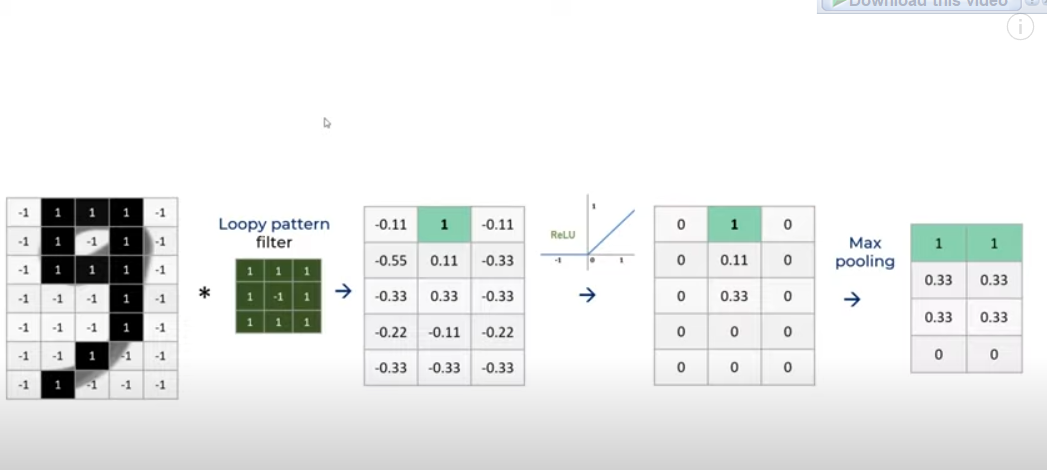 Download this video
i
-1 1 1 1 -1
-1 1 -1 1 -1
-1 1 1 1 -1
-1 -1 -1 1 -1
-1 -1 -1 1 -1
-1 -1 1 -1 -1
-1 1 -1 -1 -1
*
Loopy pattern
filter
1 1 1
1 -1 1
1 1 1
-0.11 1 -0.11
-0.55 0.11 -0.33
-0.33 0.33 -0.33
-0.22 -0.11 -0.22
-0.33 -0.33 -0.33
1
ReLU
-1 0 1
0 1 0
0 0.11 0
0 0.33 0
0 0 0
0 0 0
Max
pooling
1 1
0.33 0.33
0.33 0.33
0 0